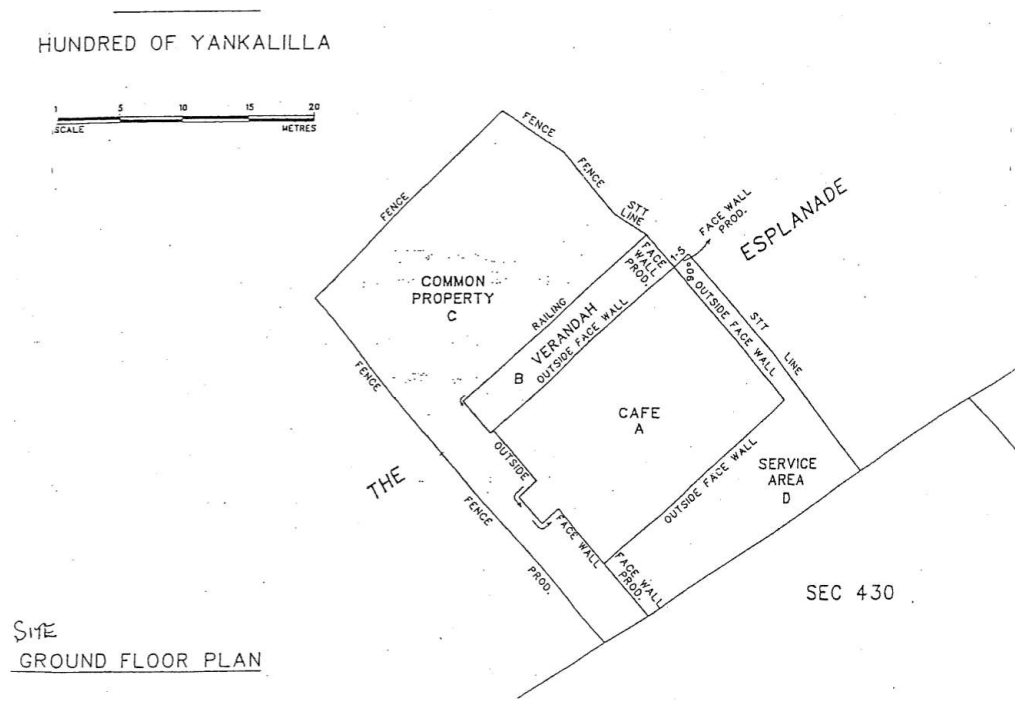 HUNDRED OF YANKALILLA
1 5 10 15 20
SCALE METRES
FENCE
FENCE
FENCE
STT
LINE
FACE WALL
PROD.
ESPLANADE
FACE
WALL
PROD.
1·5
90°
OUTSIDE FACE WALL
STT LINE
COMMON
PROPERTY
C
RAILING
VERANDAH
B
OUTSIDE FACE WALL
FENCE
CAFE
A
OUTSIDE
FACE WALL
OUTSIDE FACE WALL
SERVICE
AREA
D
THE
FENCE
PROD.
FACE WALL
PROD.
SEC 430
SITE
GROUND FLOOR PLAN